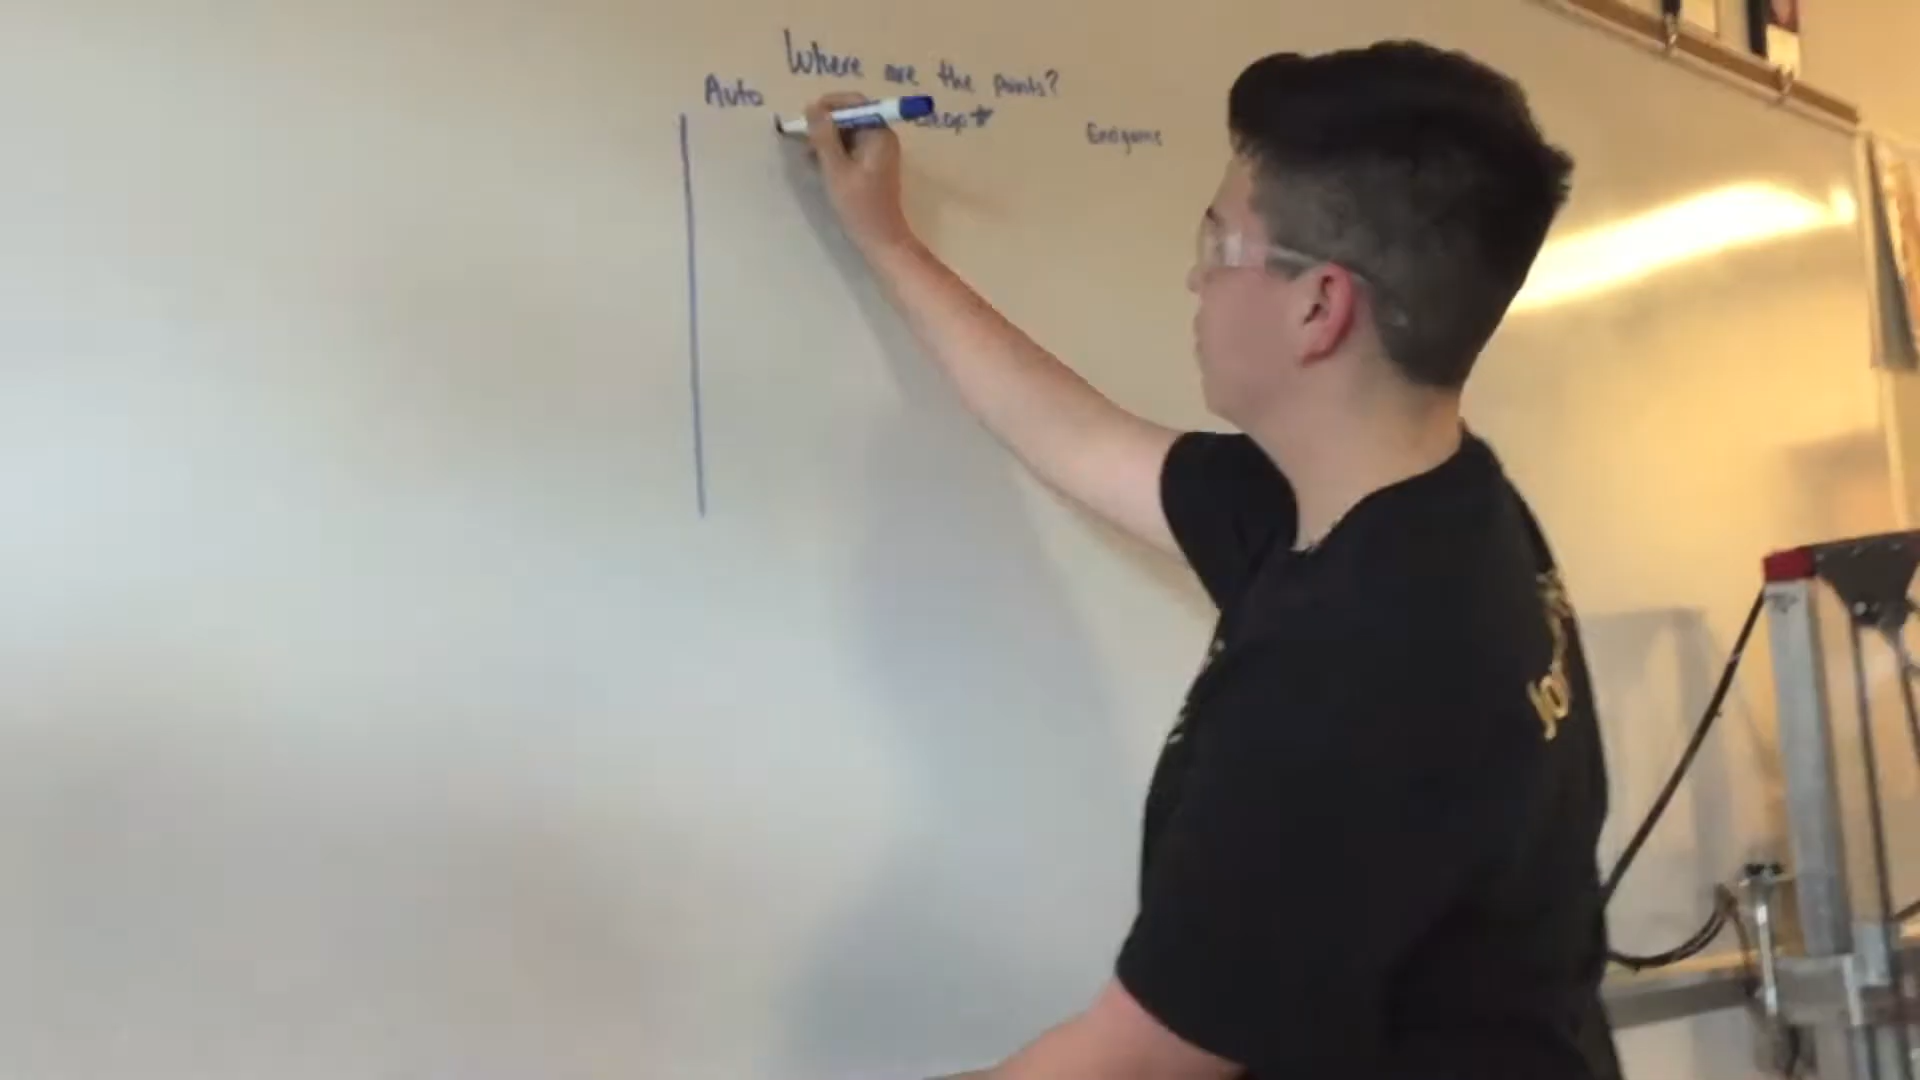 Where are the points?
Auto
Endgame